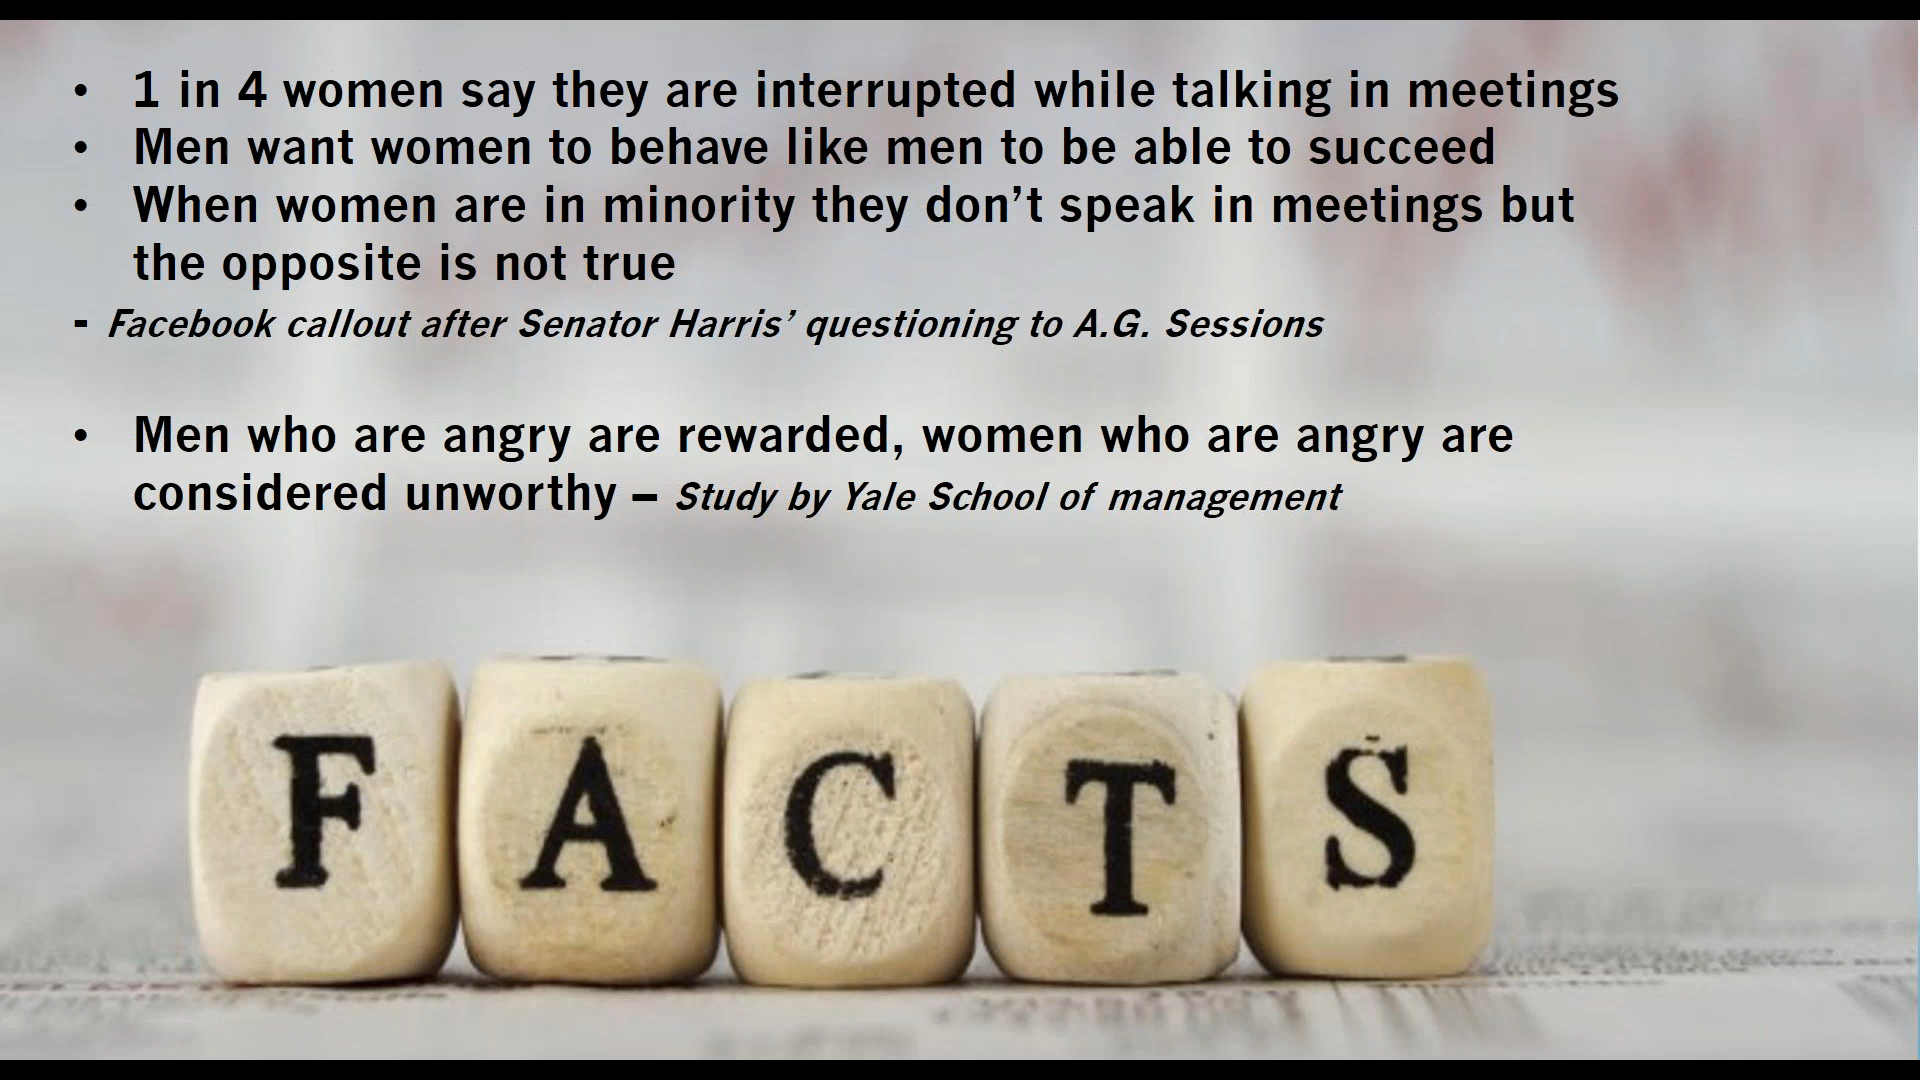 • 1 in 4 women say they are interrupted while talking in meetings
• Men want women to behave like men to be able to succeed
• When women are in minority they don’t speak in meetings but
the opposite is not true
- Facebook callout after Senator Harris’ questioning to A.G. Sessions
• Men who are angry are rewarded, women who are angry are
considered unworthy – Study by Yale School of management
FACTS